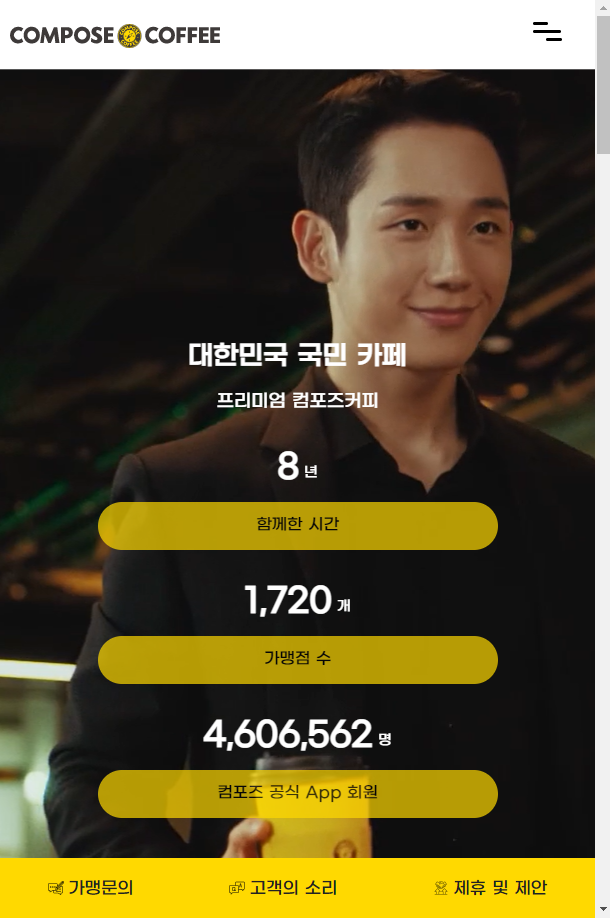 COMPOSE COFFEE
대한민국 국민 카페
프리미엄 컴포즈커피
8 년
함께한 시간
1,720 개
가맹점 수
4,606,562 명
컴포즈 공식 App 회원
가맹문의 고객의 소리 제휴 및 제안